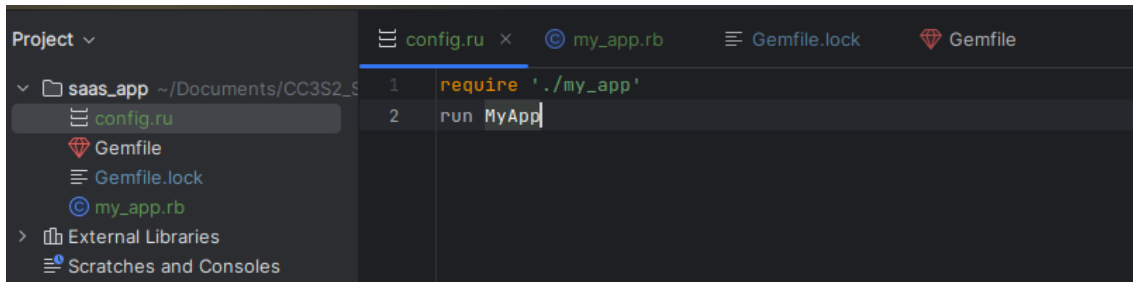 Project
config.ru
my_app.rb
Gemfile.lock
Gemfile
saas_app ~/Documents/CC3S2_S
config.ru
Gemfile
Gemfile.lock
my_app.rb
External Libraries
Scratches and Consoles
1 require './my_app'
2 run MyApp